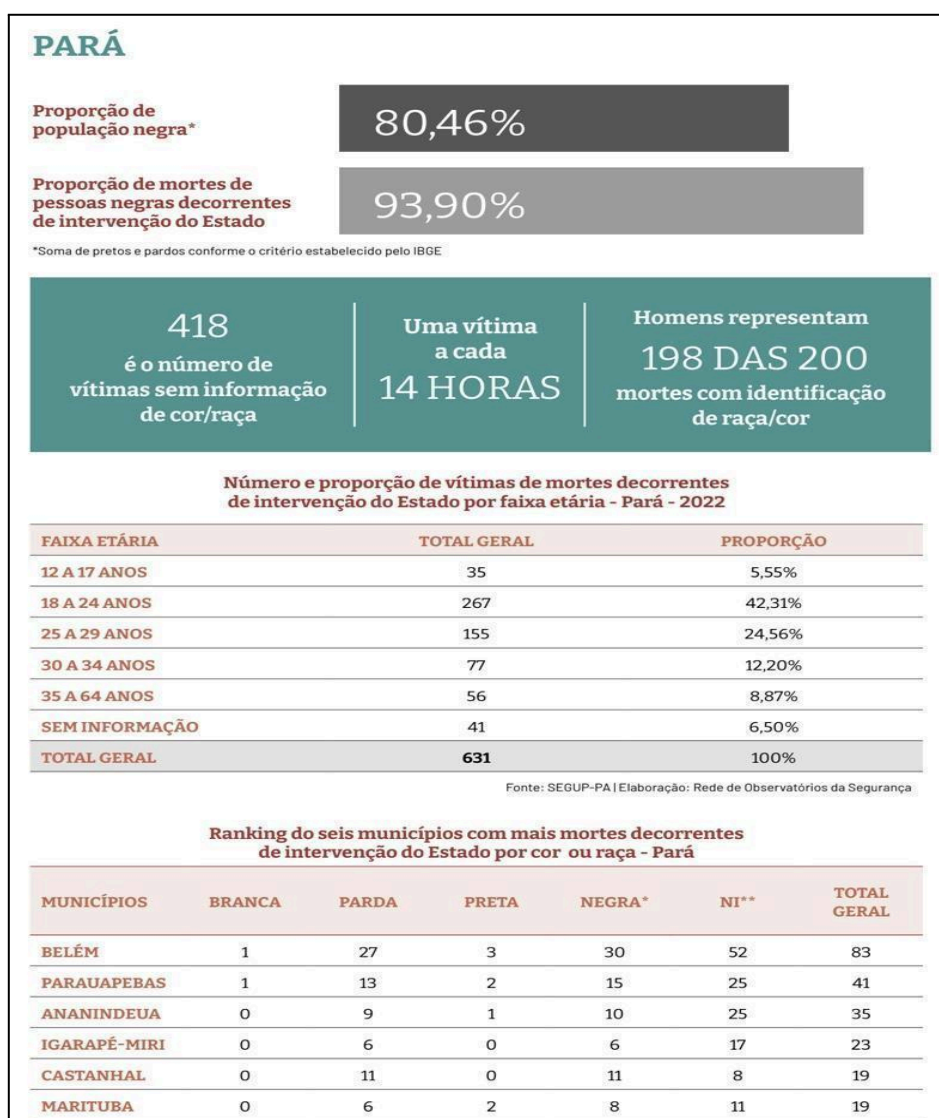 PARÁ
Proporção de
população negra*
80,46%
Proporção de mortes de
pessoas negras decorrentes
de intervenção do Estado
93,90%
*Soma de pretos e pardos conforme o critério estabelecido pelo IBGE
418
é o número de
vítimas sem informação
de cor/raça
Uma vítima
a cada
14 HORAS
Homens representam
198 DAS 200
mortes com identificação
de raça/cor
Número e proporção de vítimas de mortes decorrentes
de intervenção do Estado por faixa etária - Pará - 2022
FAIXA ETÁRIA TOTAL GERAL PROPORÇÃO
12 A 17 ANOS 35 5,55%
18 A 24 ANOS 267 42,31%
25 A 29 ANOS 155 24,56%
30 A 34 ANOS 77 12,20%
35 A 64 ANOS 56 8,87%
SEM INFORMAÇÃO 41 6,50%
TOTAL GERAL 631 100%
Fonte: SEGUP-PA | Elaboração: Rede de Observatórios da Segurança
Ranking do seis municípios com mais mortes decorrentes
de intervenção do Estado por cor ou raça - Pará
MUNICÍPIOS BRANCA PARDA PRETA NEGRA* NI** TOTAL
GERAL
BELÉM 1 27 3 30 52 83
PARAUAPEBAS 1 13 2 15 25 41
ANANINDEUA 0 9 1 10 25 35
IGARAPÉ-MIRI 0 6 0 6 17 23
CASTANHAL 0 11 0 11 8 19
MARITUBA 0 6 2 8 11 19